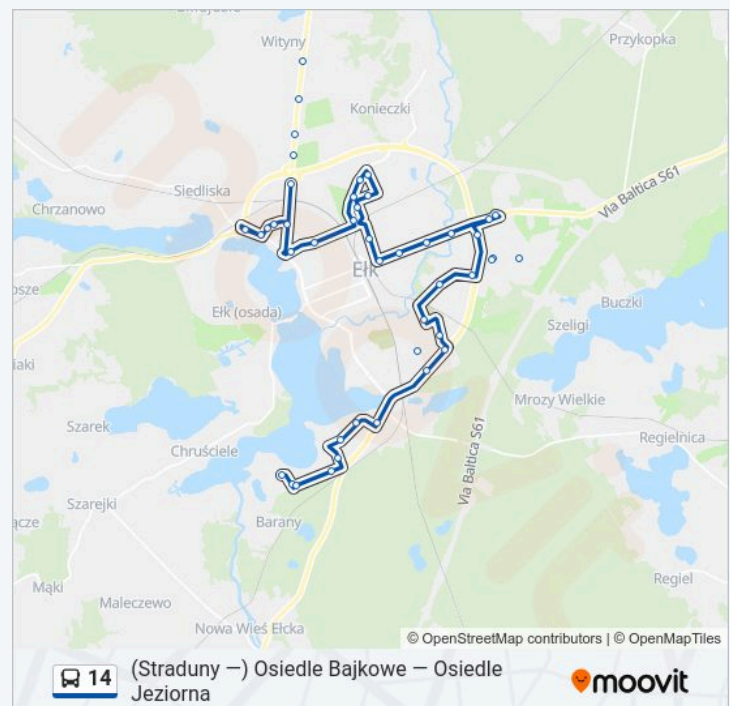 Wityny
Przykopka
Konieczki
Siedliska
Chrzanowo
Via Baltica S61
Ełk
osze
Buczki
Ełk (osada)
Szeligi
iaki
Mrozy Wielkie
Szarek
Regielnica
Chruściele
Via Baltica S61
Szarejki
ącze
Barany
Mąki
Regiel
Maleczewo
Nowa Wieś Ełcka
© OpenStreetMap contributors | © OpenMapTiles
14 (Straduny —) Osiedle Bajkowe — Osiedle
Jeziorna
moovit